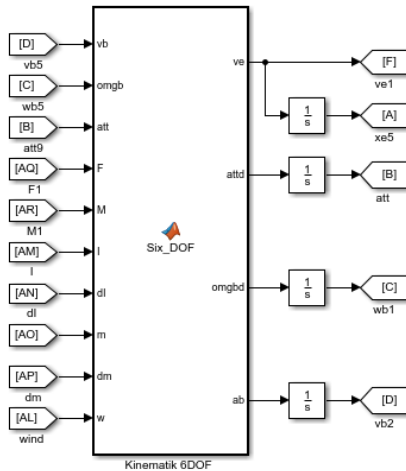 [D]
vb5
vb
[C]
wb5
omgb
[B]
att9
att
[AQ]
F1
F
[AR]
M1
M
[AM]
I
I
[AN]
dI
dI
[AO]
m
[AP]
dm
dm
[AL]
wind
w
Six_DOF
Kinematik 6DOF
ve
[F]
ve1
1
s
[A]
xe5
attd
1
s
[B]
att
omgbd
1
s
[C]
wb1
ab
1
s
[D]
vb2